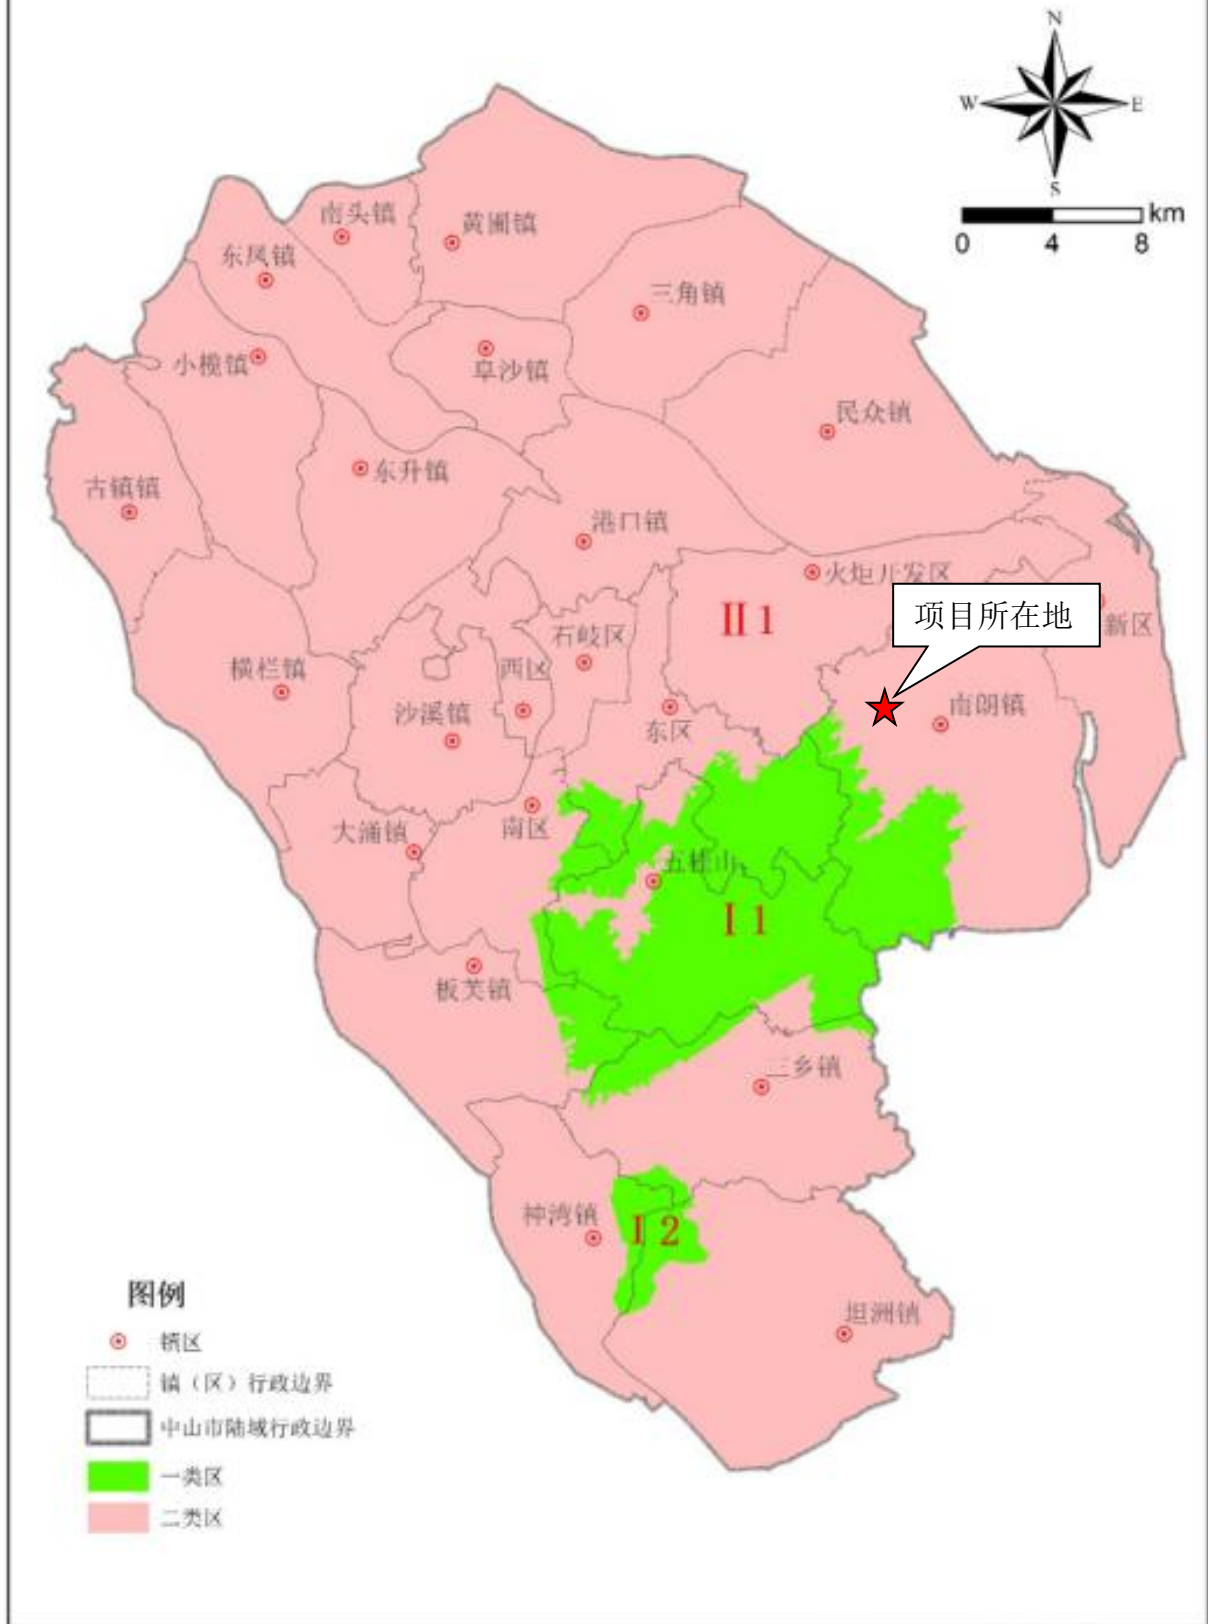 N
W
E
S
km
0
4
8
南头镇
黄圃镇
东凤镇
三角镇
小榄镇
阜沙镇
民众镇
东升镇
古镇镇
港口镇
火炬开发区
项目所在地
II 1
新区
石岐区
横栏镇
西区
沙溪镇
东区
南朗镇
大涌镇
南区
五桂山
I 1
板芙镇
三乡镇
神湾镇
I 2
坦洲镇
图例
镇区
镇（区）行政边界
中山市陆域行政边界
一类区
二类区